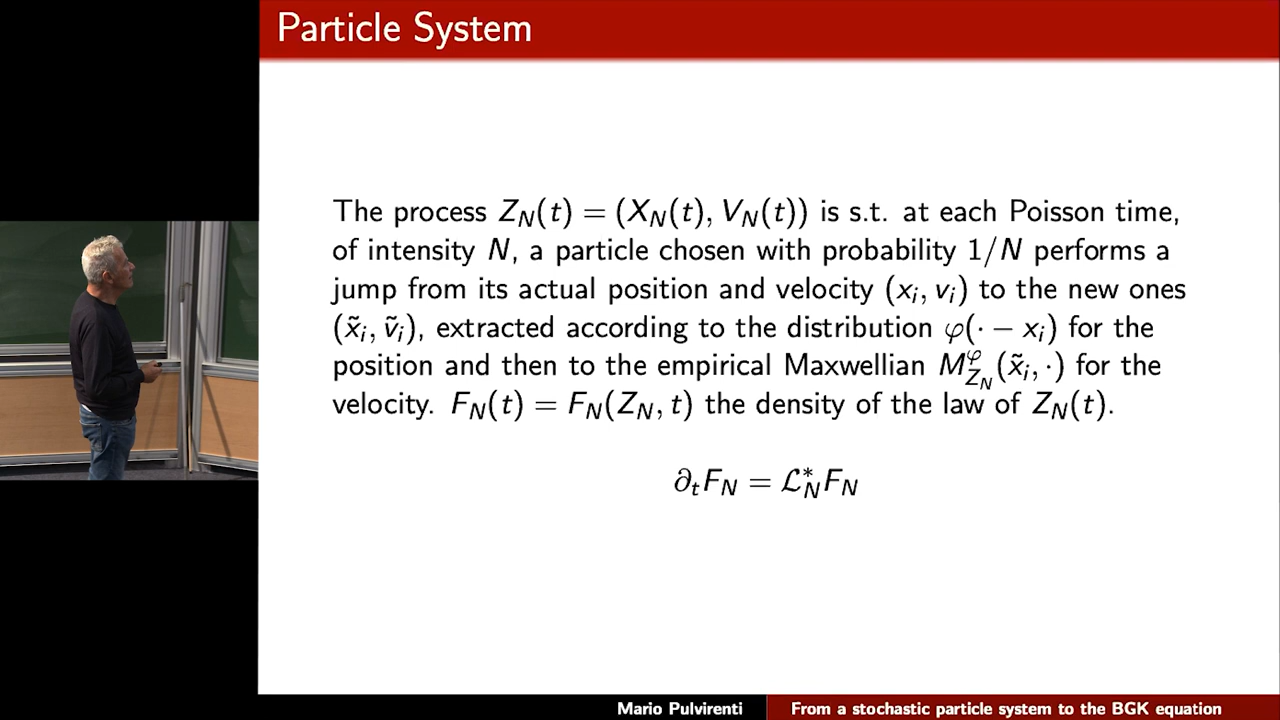 Particle System
The process Z_N(t) = (X_N(t), V_N(t)) is s.t. at each Poisson time,
of intensity N, a particle chosen with probability 1/N performs a
jump from its actual position and velocity (x_i, v_i) to the new ones
(x̃_i, ṽ_i), extracted according to the distribution φ(· − x_i) for the
position and then to the empirical Maxwellian M^φ_{Z_N}(x̃_i, ·) for the
velocity. F_N(t) = F_N(Z_N, t) the density of the law of Z_N(t).
∂_t F_N = 𝓛*_N F_N
Mario Pulvirenti From a stochastic particle system to the BGK equation